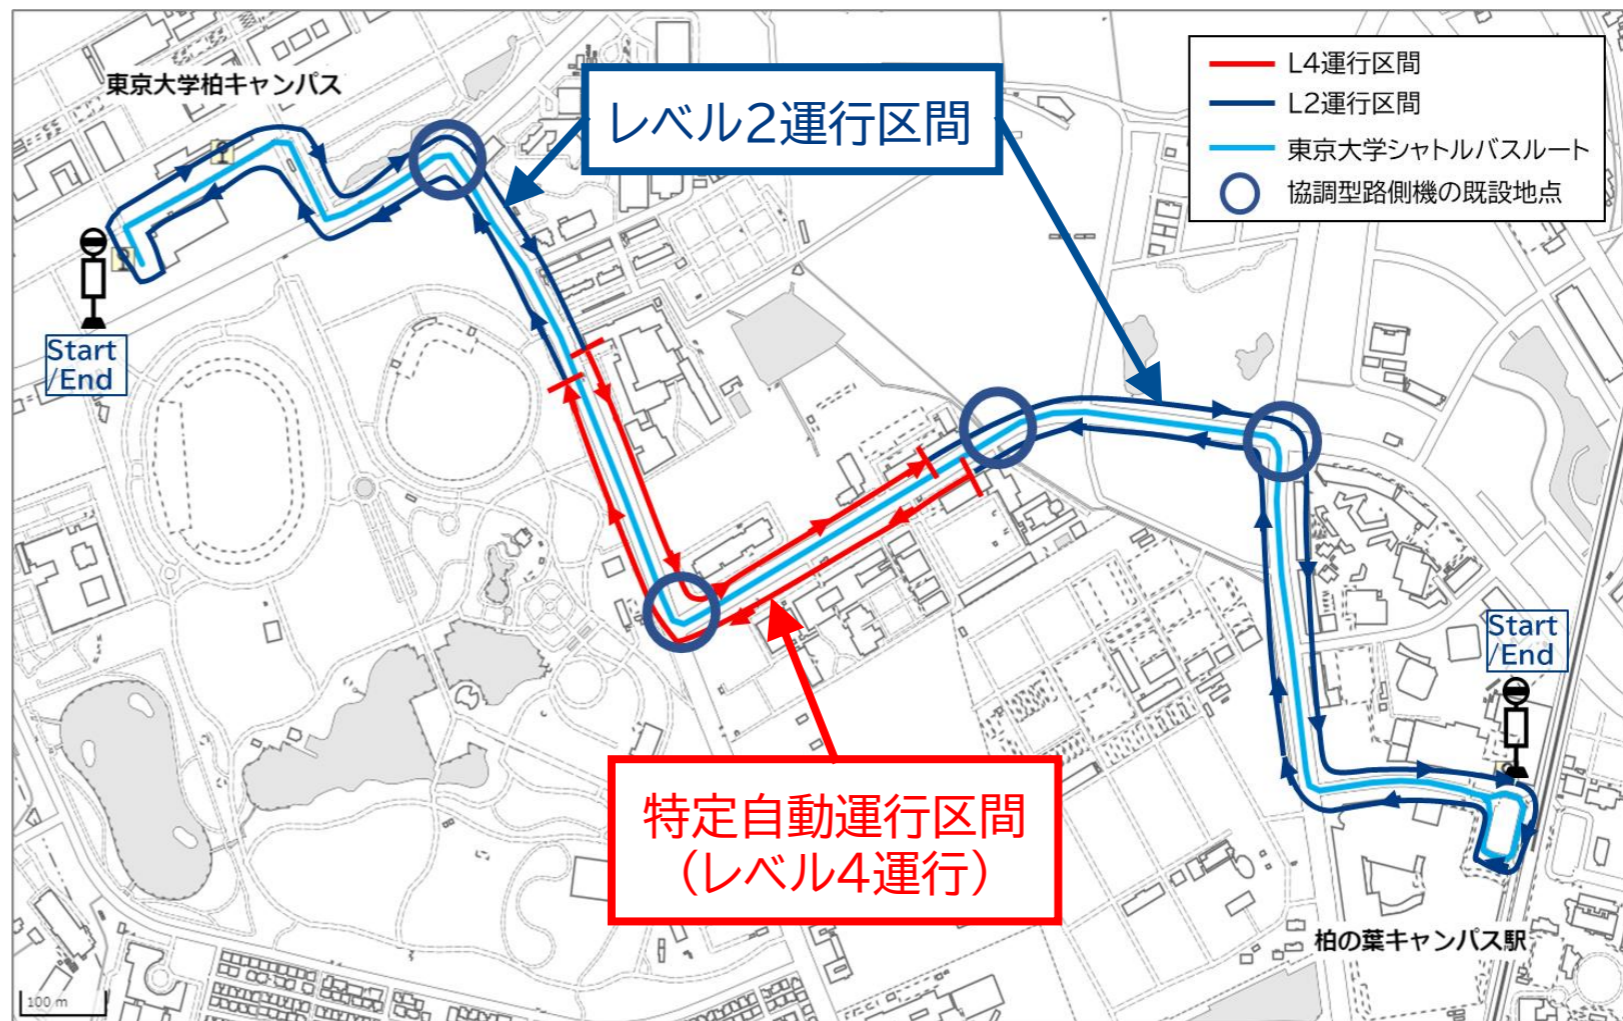 東京大学柏キャンパス
レベル2運行区間
L4運行区間
L2運行区間
東京大学シャトルバスルート
協調型路側機の既設地点
Start
/End
Start
/End
特定自動運行区間
（レベル4運行）
柏の葉キャンパス駅
100 m